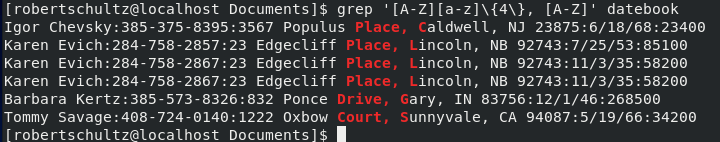 [robertschultz@localhost Documents]$ grep '[A-Z][a-z]\{4\}, [A-Z]' datebook
Igor Chevsky:385-375-8395:3567 Populus Place, Caldwell, NJ 23875:6/18/68:23400
Karen Evich:284-758-2857:23 Edgecliff Place, Lincoln, NB 92743:7/25/53:85100
Karen Evich:284-758-2867:23 Edgecliff Place, Lincoln, NB 92743:11/3/35:58200
Karen Evich:284-758-2867:23 Edgecliff Place, Lincoln, NB 92743:11/3/35:58200
Barbara Kertz:385-573-8326:832 Ponce Drive, Gary, IN 83756:12/1/46:268500
Tommy Savage:408-724-0140:1222 Oxbow Court, Sunnyvale, CA 94087:5/19/66:34200
[robertschultz@localhost Documents]$